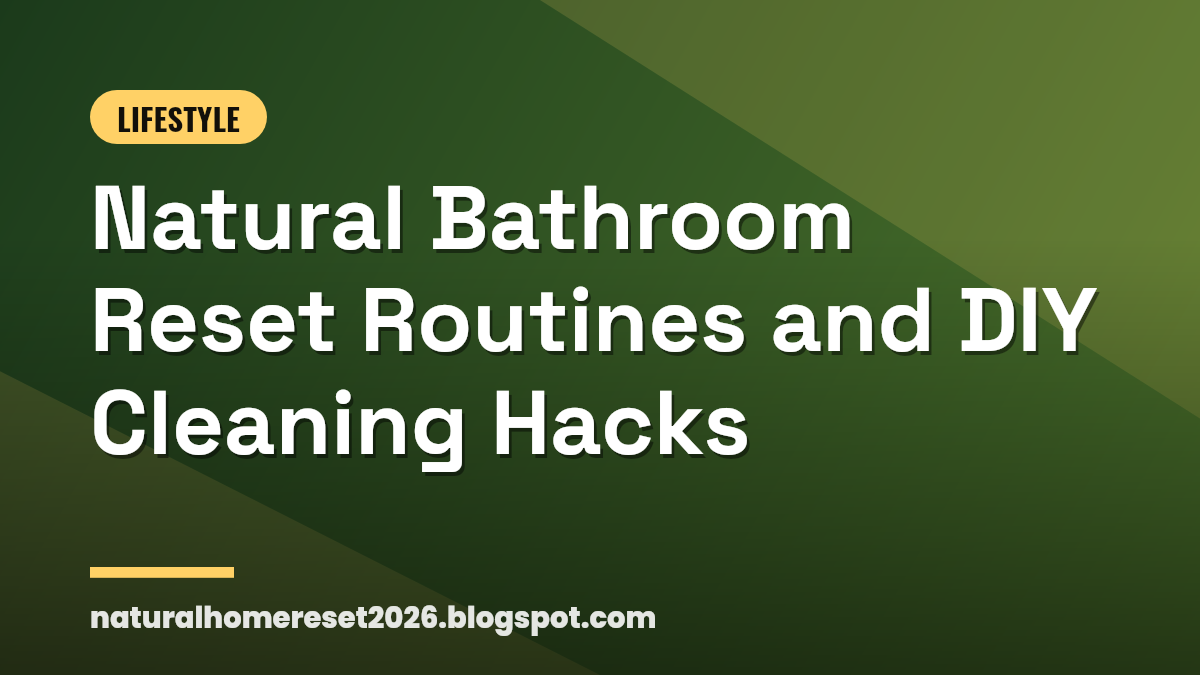 LIFESTYLE
Natural Bathroom
Reset Routines and DIY
Cleaning Hacks
naturalhomereset2026.blogspot.com